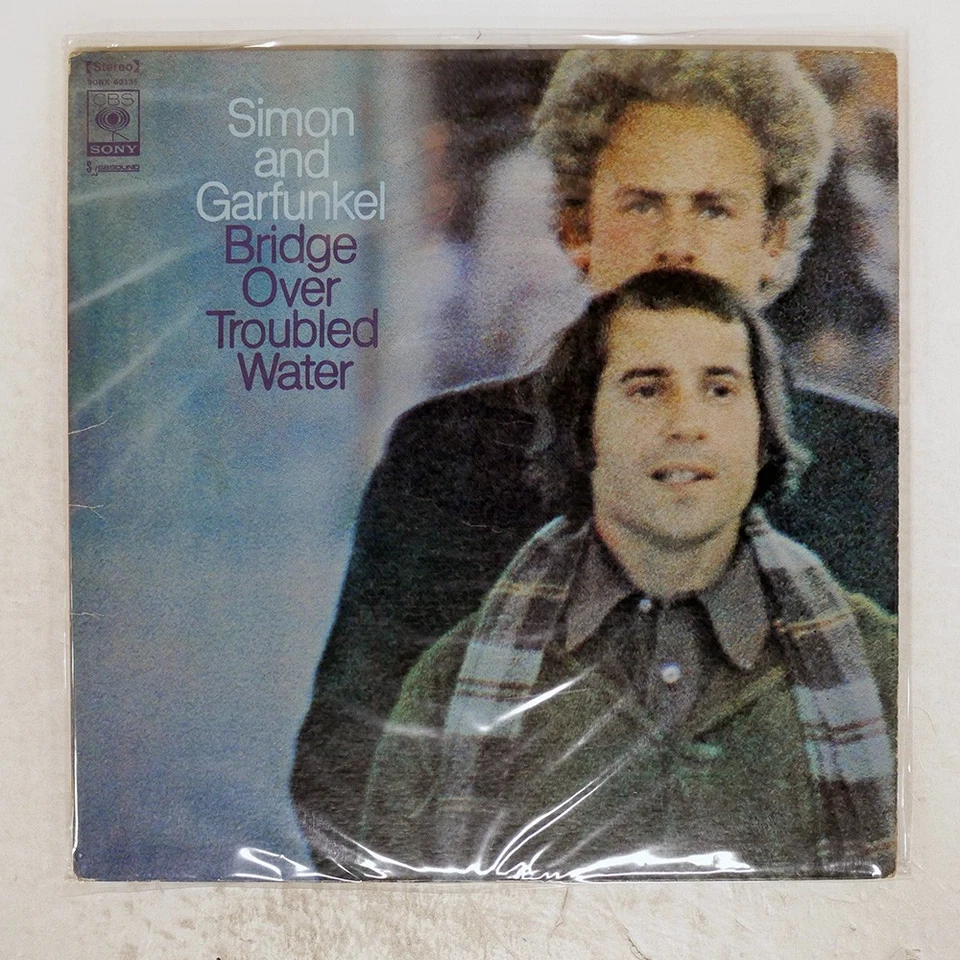 【Stereo】
CBS
SONY
Simon
and
Garfunkel
Bridge
Over
Troubled
Water